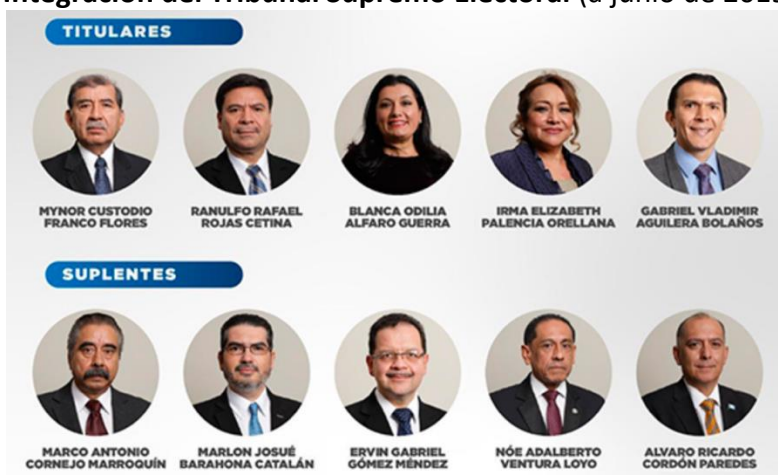 Integración del Tribunal Supremo Electoral (a junio de
TITULARES
MYNOR CUSTODIO
FRANCO FLORES
RANULFO RAFAEL
ROJAS CETINA
BLANCA ODILIA
ALFARO GUERRA
IRMA ELIZABETH
PALENCIA ORELLANA
GABRIEL VLADIMIR
AGUILERA BOLAÑOS
SUPLENTES
MARCO ANTONIO
CORNEJO MARROQUÍN
MARLON JOSUÉ
BARAHONA CATALÁN
ERVIN GABRIEL
GÓMEZ MÉNDEZ
NÓE ADALBERTO
VENTURA LOYO
ALVARO RICARDO
CORDÓN PAREDES